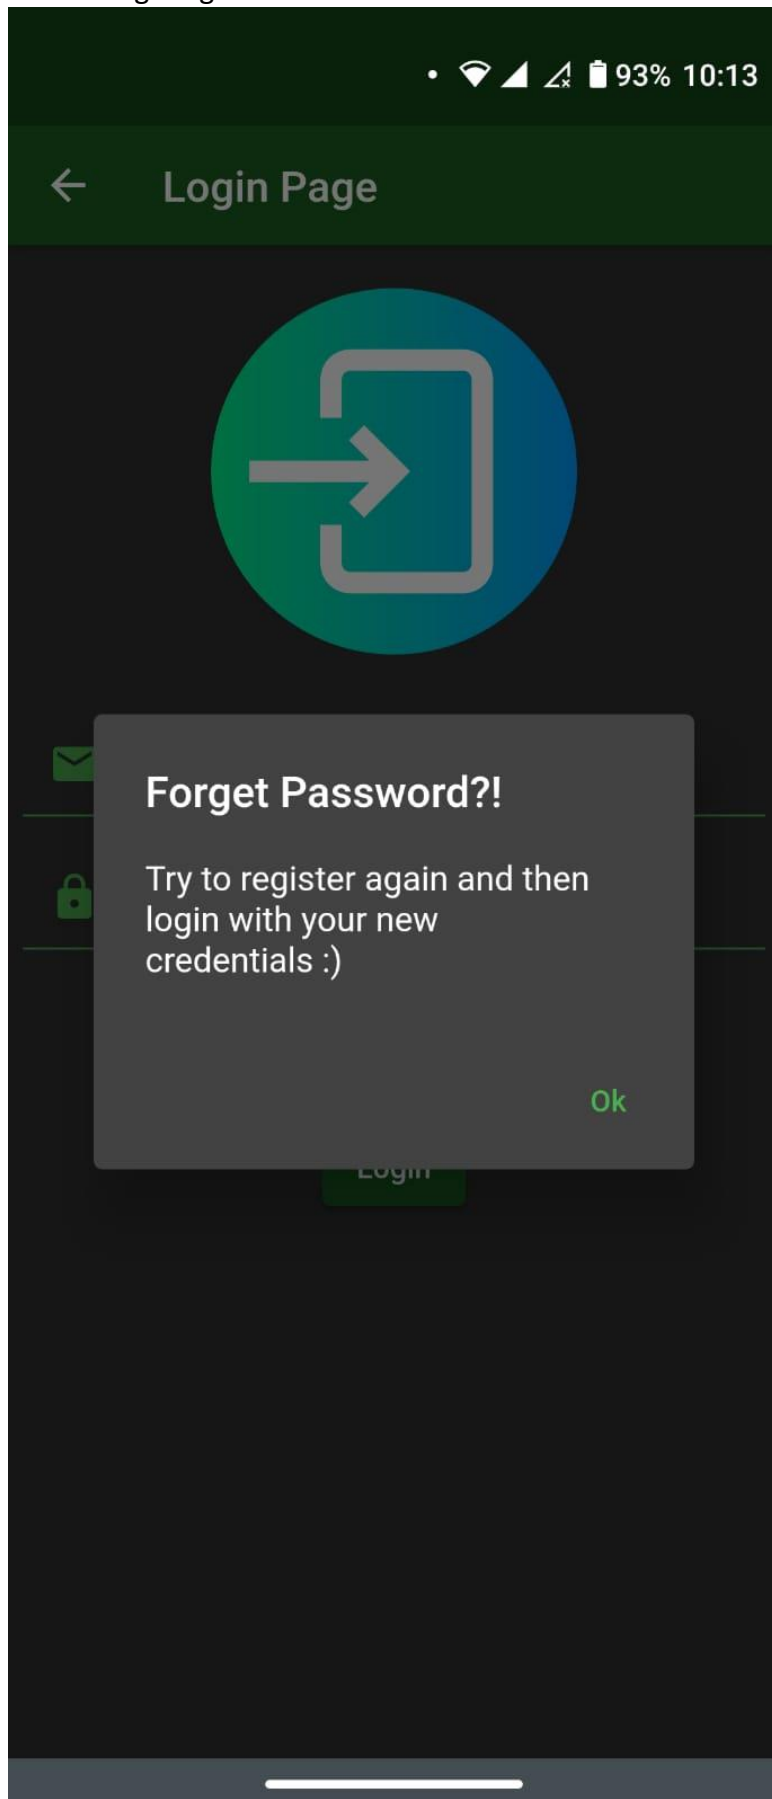 93% 10:13
Login Page
Forget Password?!
Try to register again and then
login with your new
credentials :)
Ok
Login